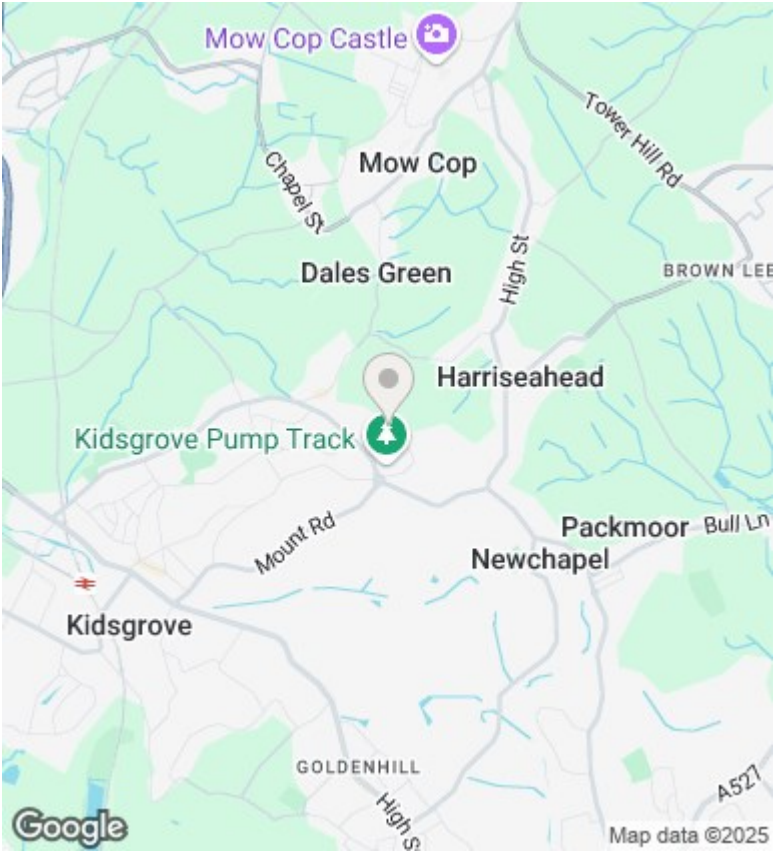 Mow Cop Castle
Tower Hill Rd
Chapel St
Mow Cop
High St
Dales Green
BROWN LEE
Harriseahead
Kidsgrove Pump Track
Mount Rd
Packmoor
Bull Ln
Newchapel
Kidsgrove
GOLDENHILL
High St
A527
Google
Map data ©2025